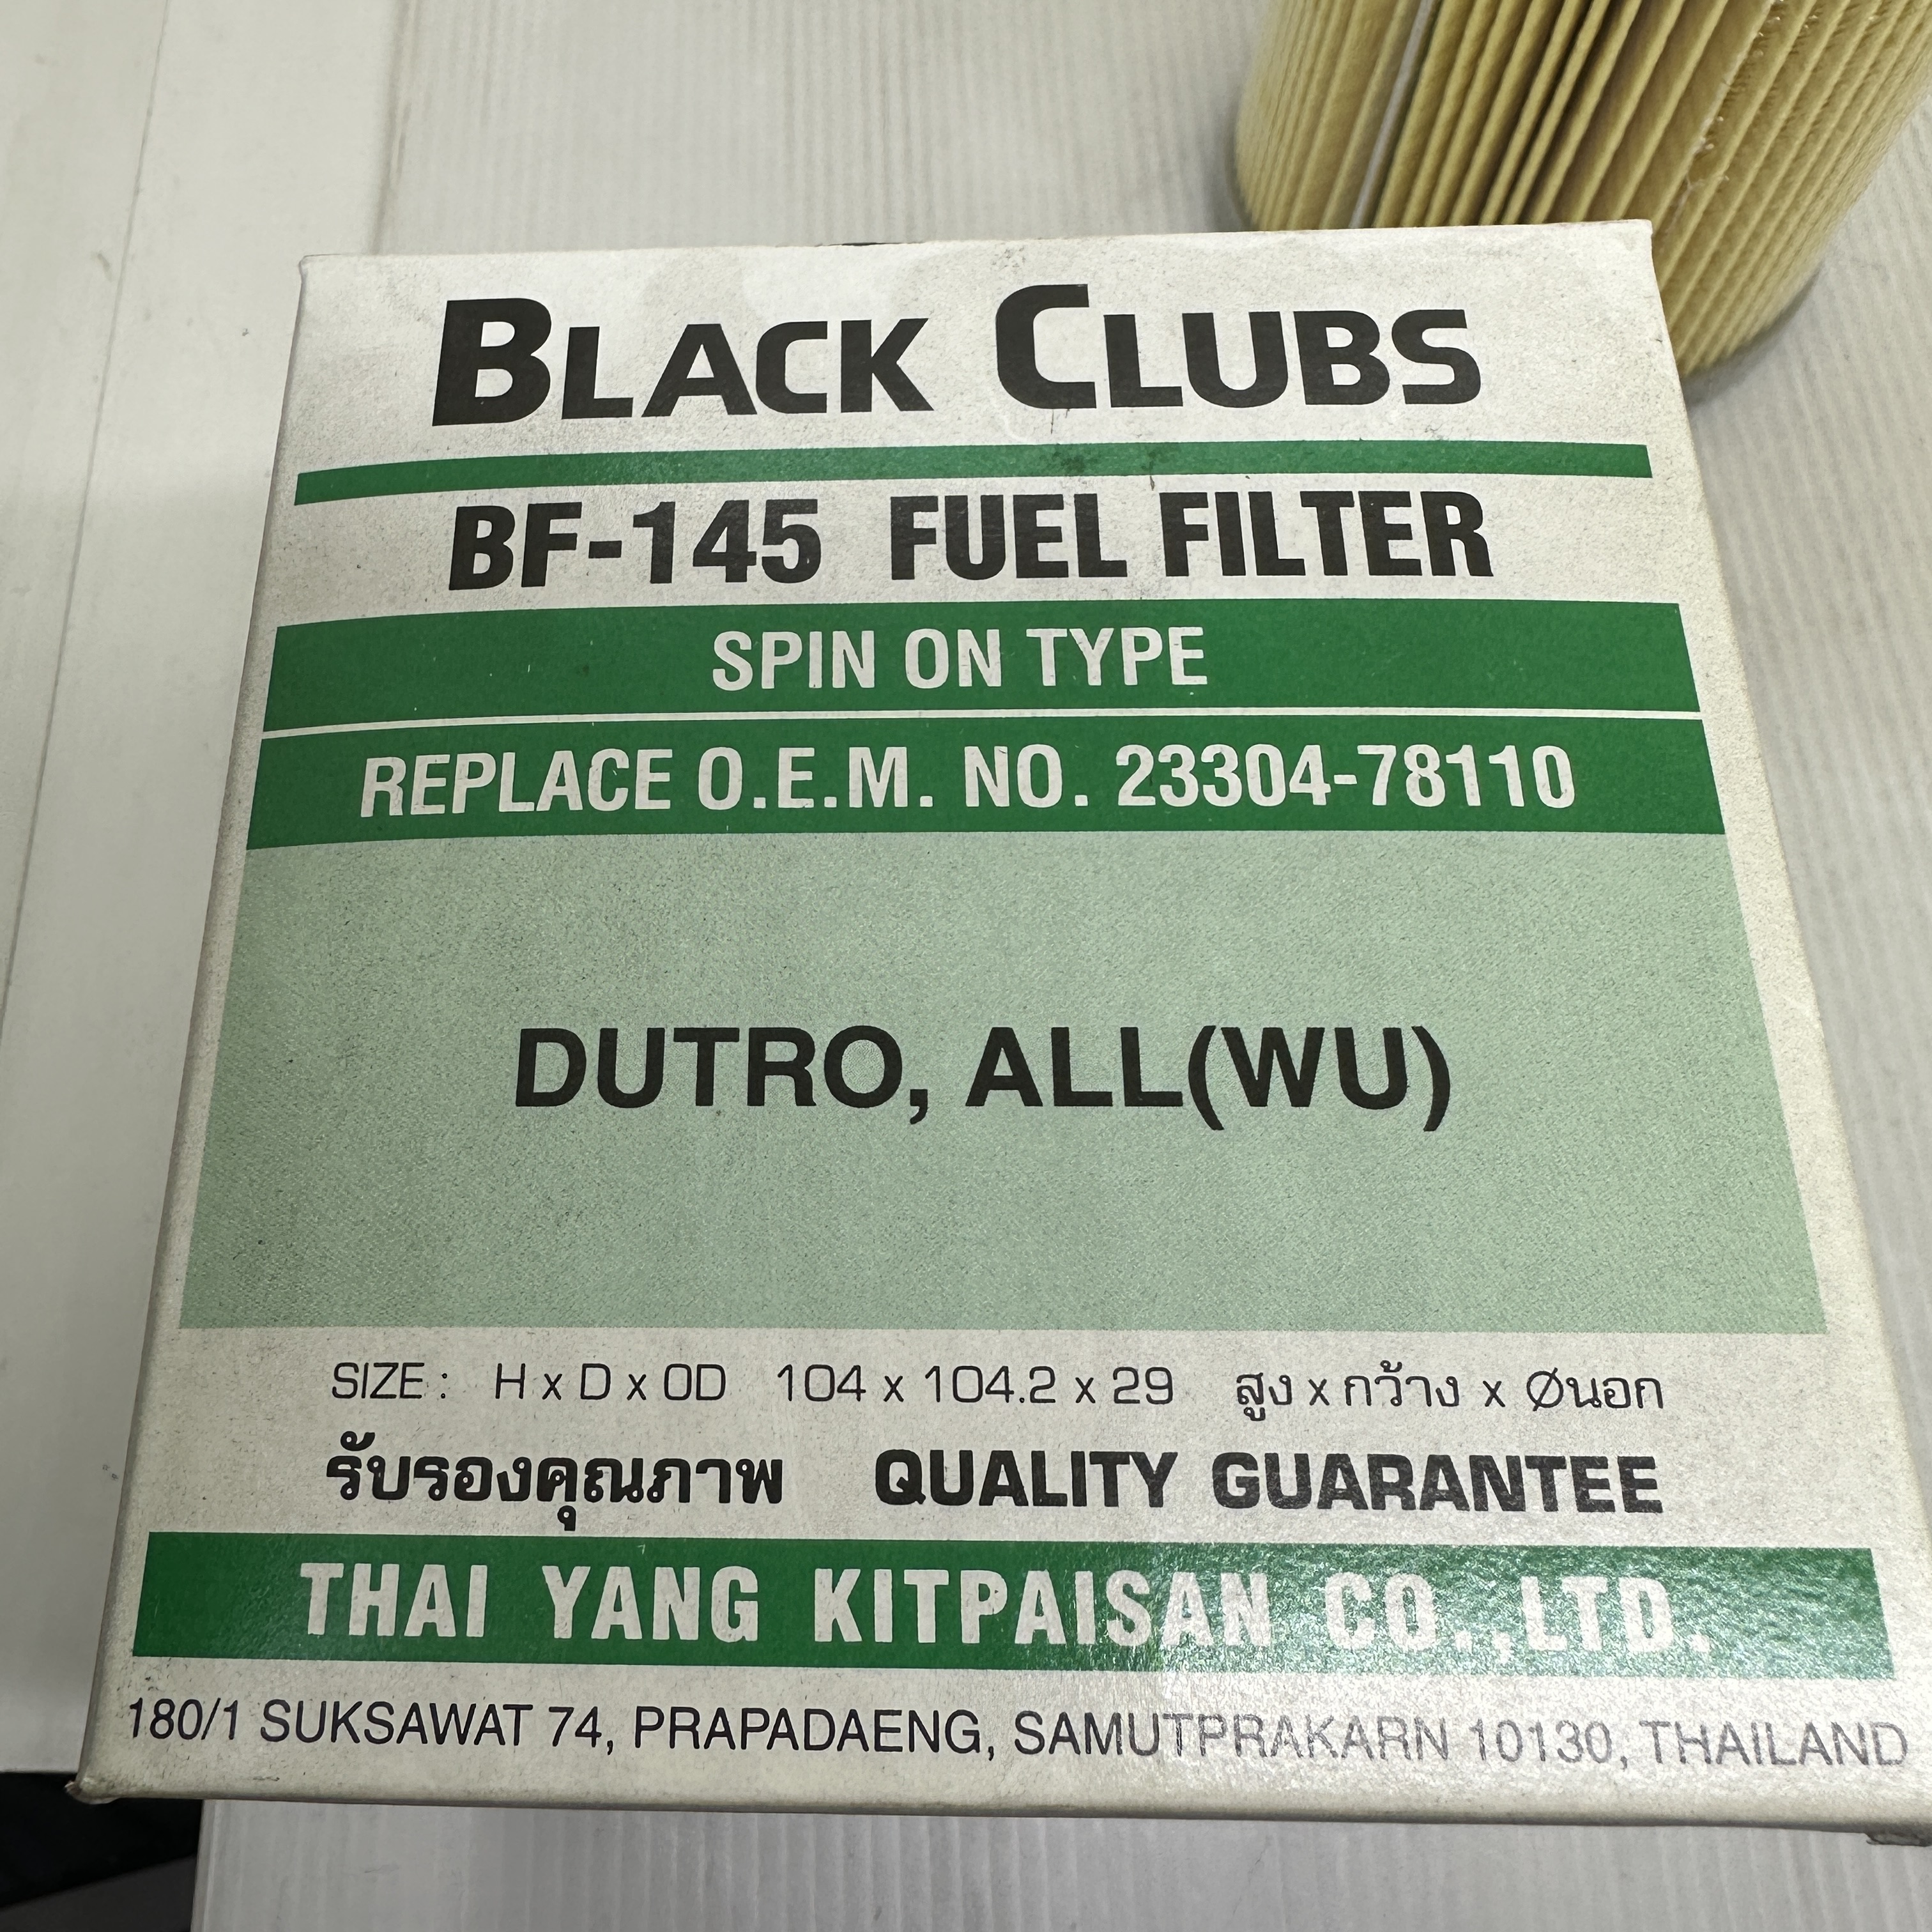 BLACK CLUBS
BF-145 FUEL FILTER
SPIN ON TYPE
REPLACE O.E.M. NO. 23304-78110
DUTRO, ALL(WU)
SIZE : H x D x OD 104 x 104.2 x 29 สูง x กว้าง x Øนอก
รับรองคุณภาพ QUALITY GUARANTEE
THAI YANG KITPAISAN CO.,LTD.
180/1 SUKSAWAT 74, PRAPADAENG, SAMUTPRAKARN 10130, THAILAND